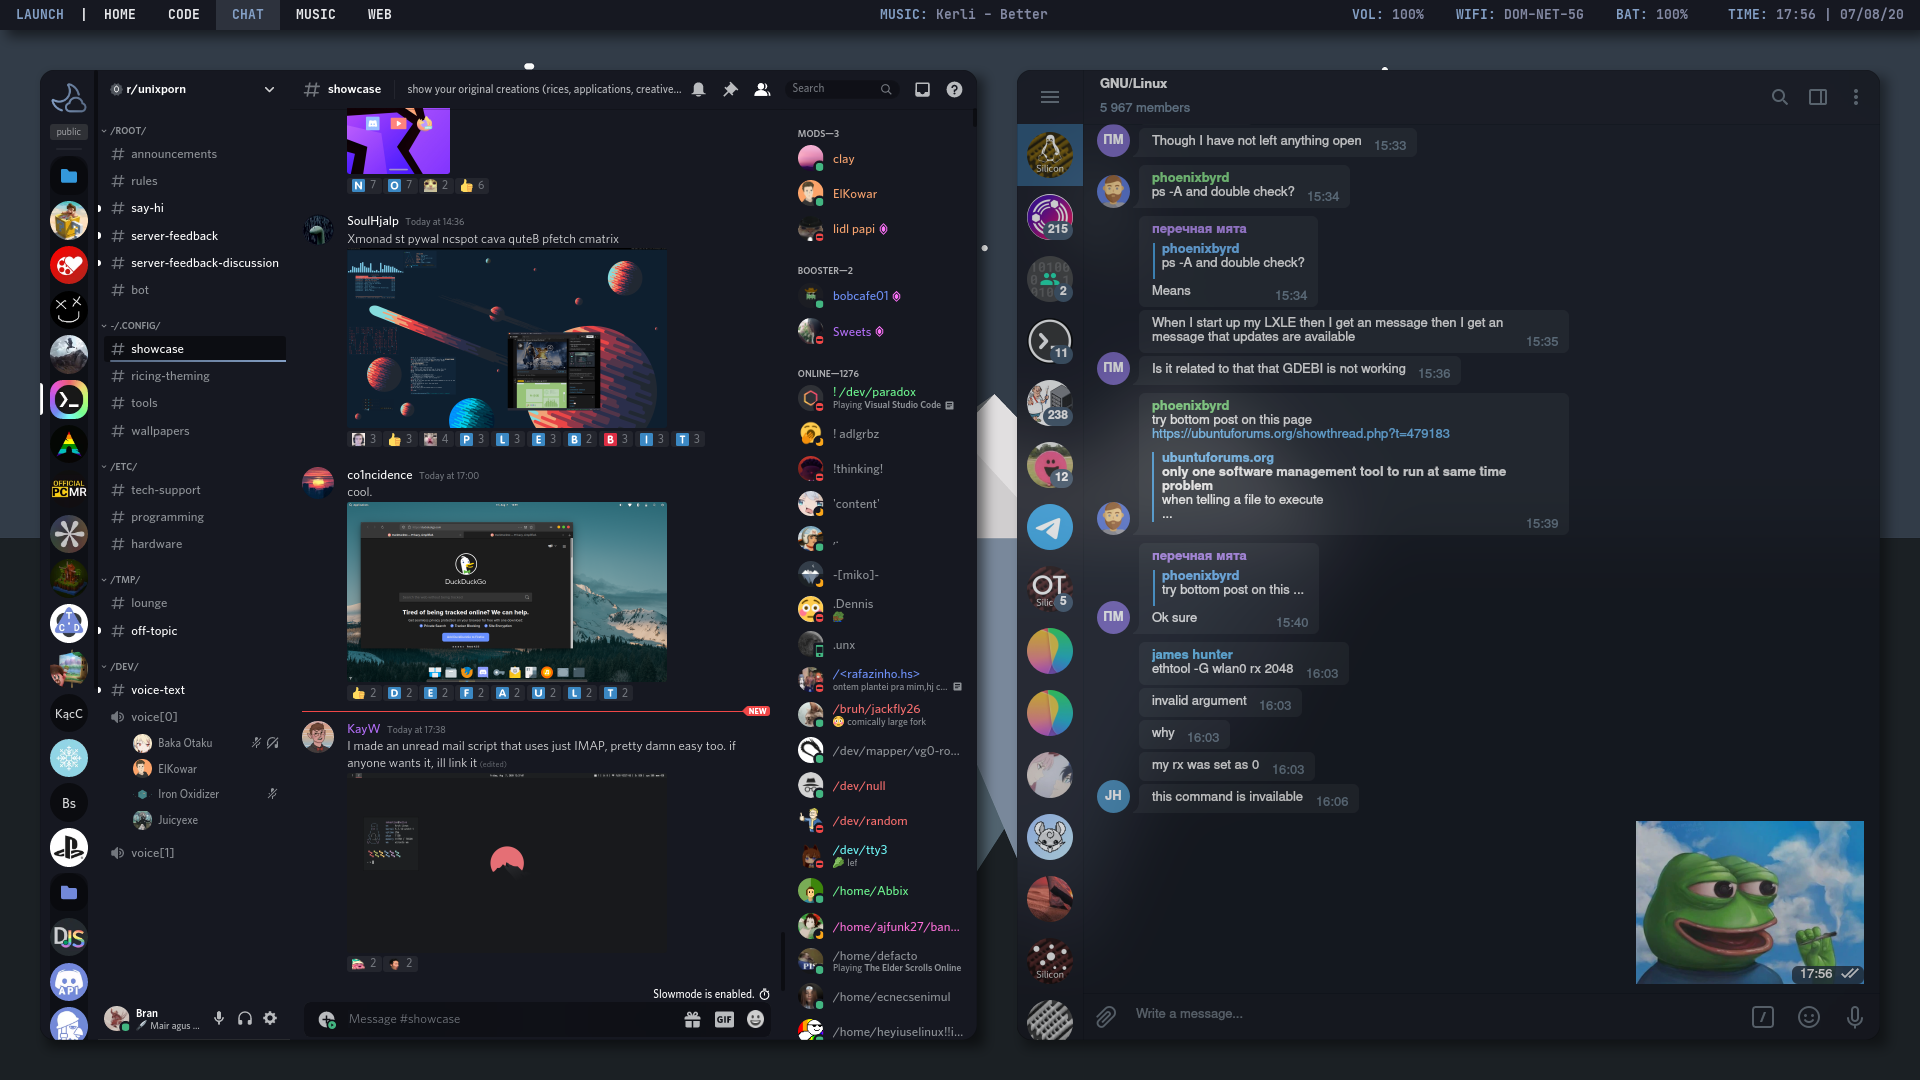 LAUNCH | HOME CODE CHAT MUSIC WEB
MUSIC: Kerli - Better
VOL: 100% WIFI: DOM-NET-5G BAT: 100% TIME: 17:56 | 07/08/20
public
OFFICIAL
PCMR
KącC
Bs
DJS
API
r/unixporn
/ROOT/
# announcements
# rules
# say-hi
# server-feedback
# server-feedback-discussion
# bot
~/.CONFIG/
# showcase
# ricing-theming
# tools
# wallpapers
/ETC/
# tech-support
# programming
# hardware
/TMP/
# lounge
# off-topic
/DEV/
# voice-text
voice[0]
Baka Otaku
ElKowar
Iron Oxidizer
Juicyexe
voice[1]
Bran
Mair agus ...
# showcase
show your original creations (rices, applications, creative...
Search
N 7 O 7 2 6
SoulHjalp Today at 14:36
Xmonad st pywal ncspot cava quteB pfetch cmatrix
3 3 4 P 3 L 3 E 3 B 2 B 3 I 3 T 3
co1ncidence Today at 17:00
cool.
DuckDuckGo
Tired of being tracked online? We can help.
2 D 2 E 2 F 2 A 2 U 2 L 2 T 2
NEW
KayW Today at 17:38
I made an unread mail script that uses just IMAP, pretty damn easy too. if
anyone wants it, ill link it (edited)
2 2
Slowmode is enabled.
Message #showcase
GIF
MODS—3
clay
ElKowar
lidl papi
BOOSTER—2
bobcafe01
Sweets
ONLINE—1276
! /dev/paradox
Playing Visual Studio Code
! adlgrbz
!thinking!
'content'
-[miko]-
.Dennis
.unx
/<rafazinho.hs>
ontem plantei pra mim,hj c...
/bruh/jackfly26
comically large fork
/dev/mapper/vg0-ro...
/dev/null
/dev/random
/dev/tty3
lef
/home/Abbix
/home/ajfunk27/ban...
/home/defacto
Playing The Elder Scrolls Online
/home/ecnecsenimul
/home/heyiuselinux!!i...
Silicon
215
2
11
238
12
OT
Silic
5
Silicon
GNU/Linux
5 967 members
ПМ
Though I have not left anything open 15:33
phoenixbyrd
ps -A and double check? 15:34
перечная мята
phoenixbyrd
ps -A and double check?
Means 15:34
When I start up my LXLE then I get an message then I get an
message that updates are available 15:35
ПМ
Is it related to that that GDEBI is not working 15:36
phoenixbyrd
try bottom post on this page
https://ubuntuforums.org/showthread.php?t=479183
ubuntuforums.org
only one software management tool to run at same time
problem
when telling a file to execute
...
15:39
перечная мята
phoenixbyrd
try bottom post on this ...
ПМ
Ok sure 15:40
james hunter
ethtool -G wlan0 rx 2048 16:03
invalid argument 16:03
why 16:03
my rx was set as 0 16:03
JH
this command is invailable 16:06
17:56
Write a message...